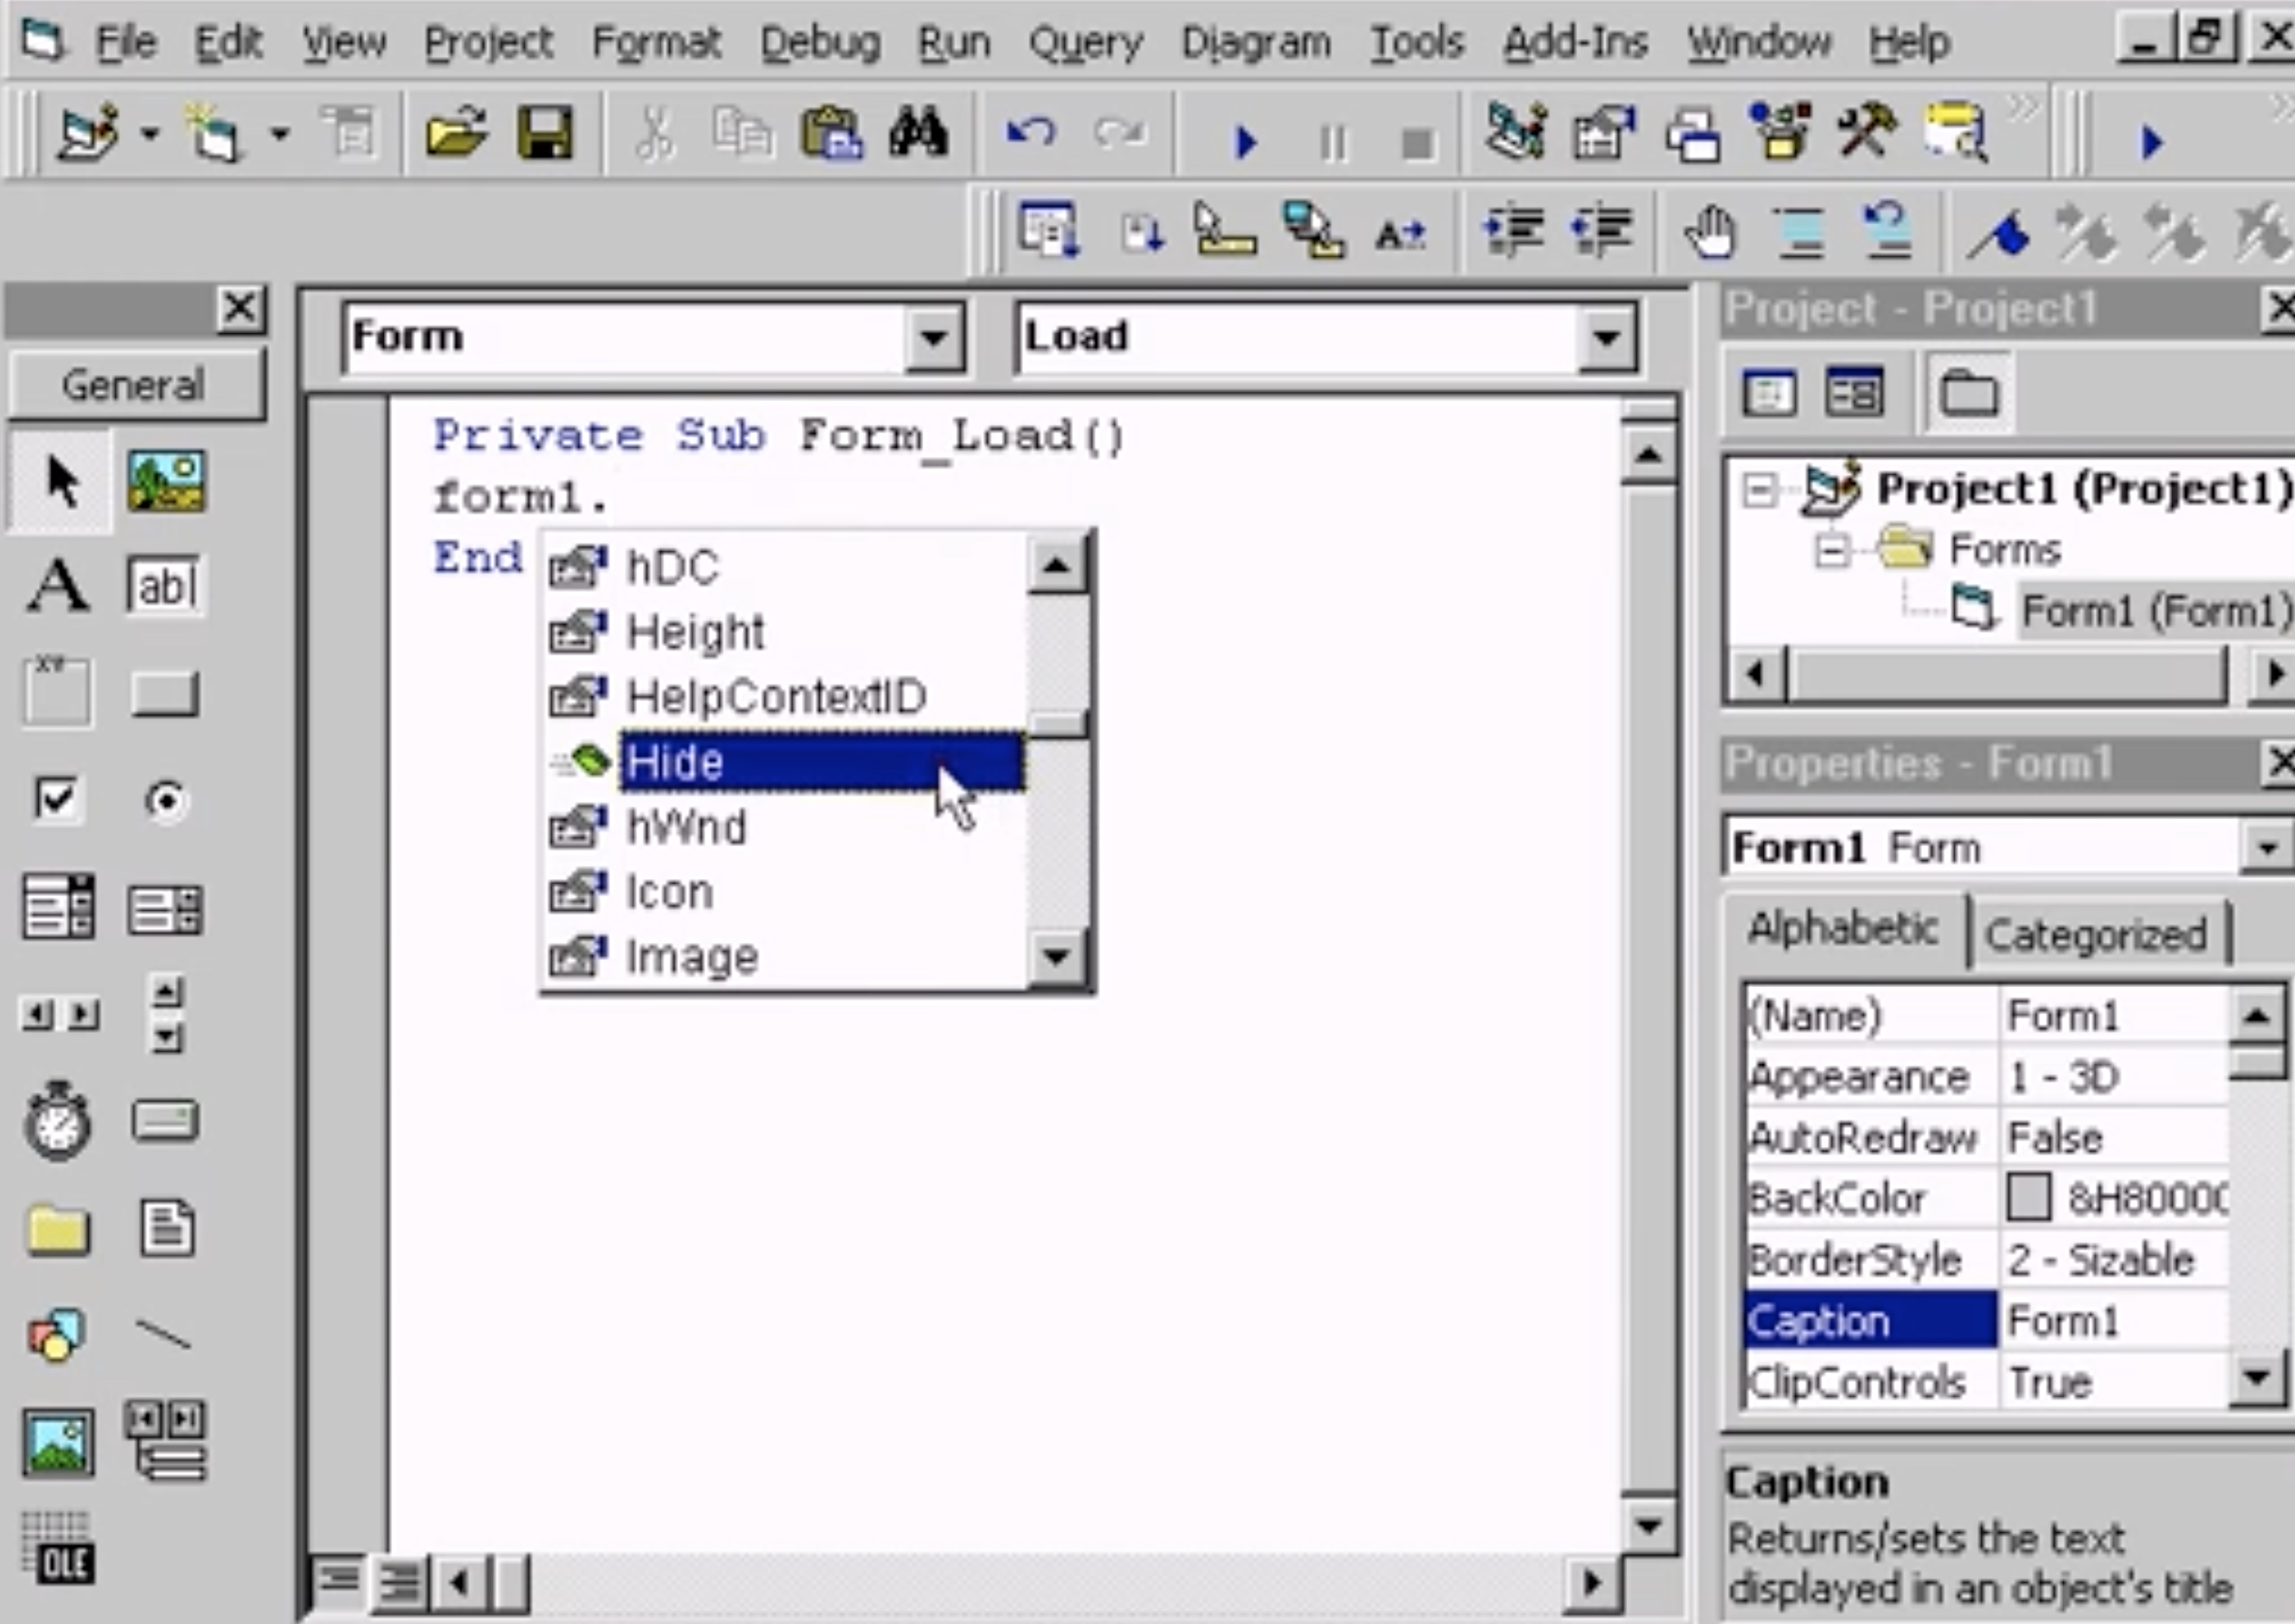 File Edit View Project Format Debug Run Query Diagram Tools Add-Ins Window Help
General
Form Load
Private Sub Form_Load()
form1.
End
hDC
Height
HelpContextID
Hide
hWnd
Icon
Image
A
ab
xv
A
OLE
Project - Project1
Project1 (Project1)
Forms
Form1 (Form1)
Properties - Form1
Form1 Form
Alphabetic Categorized
(Name) Form1
Appearance 1 - 3D
AutoRedraw False
BackColor &H80000
BorderStyle 2 - Sizable
Caption Form1
ClipControls True
Caption
Returns/sets the text
displayed in an object's title